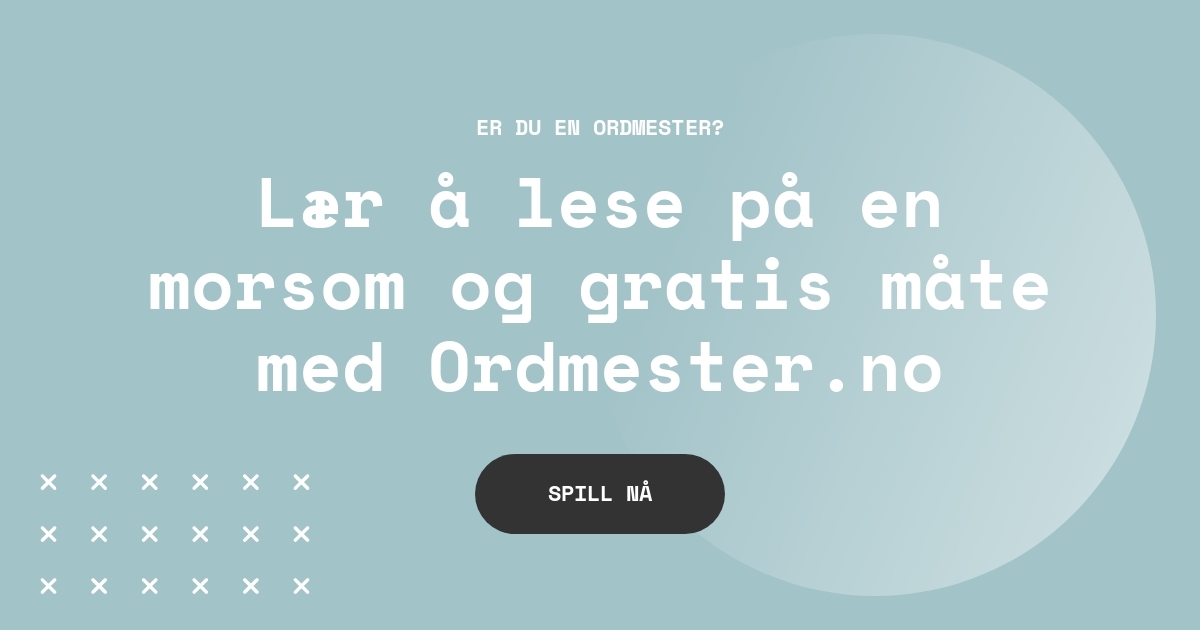 ER DU EN ORDMESTER?
Lær å lese på en
morsom og gratis måte
med Ordmester.no
SPILL NÅ